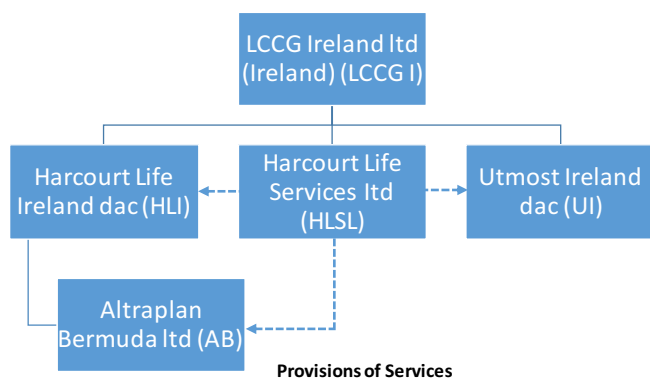 LCCG Ireland ltd
(Ireland) (LCCG I)
Harcourt Life
Ireland dac (HLI)
Harcourt Life
Services ltd
(HLSL)
Utmost Ireland
dac (UI)
Altraplan
Bermuda ltd (AB)
Provisions of Services